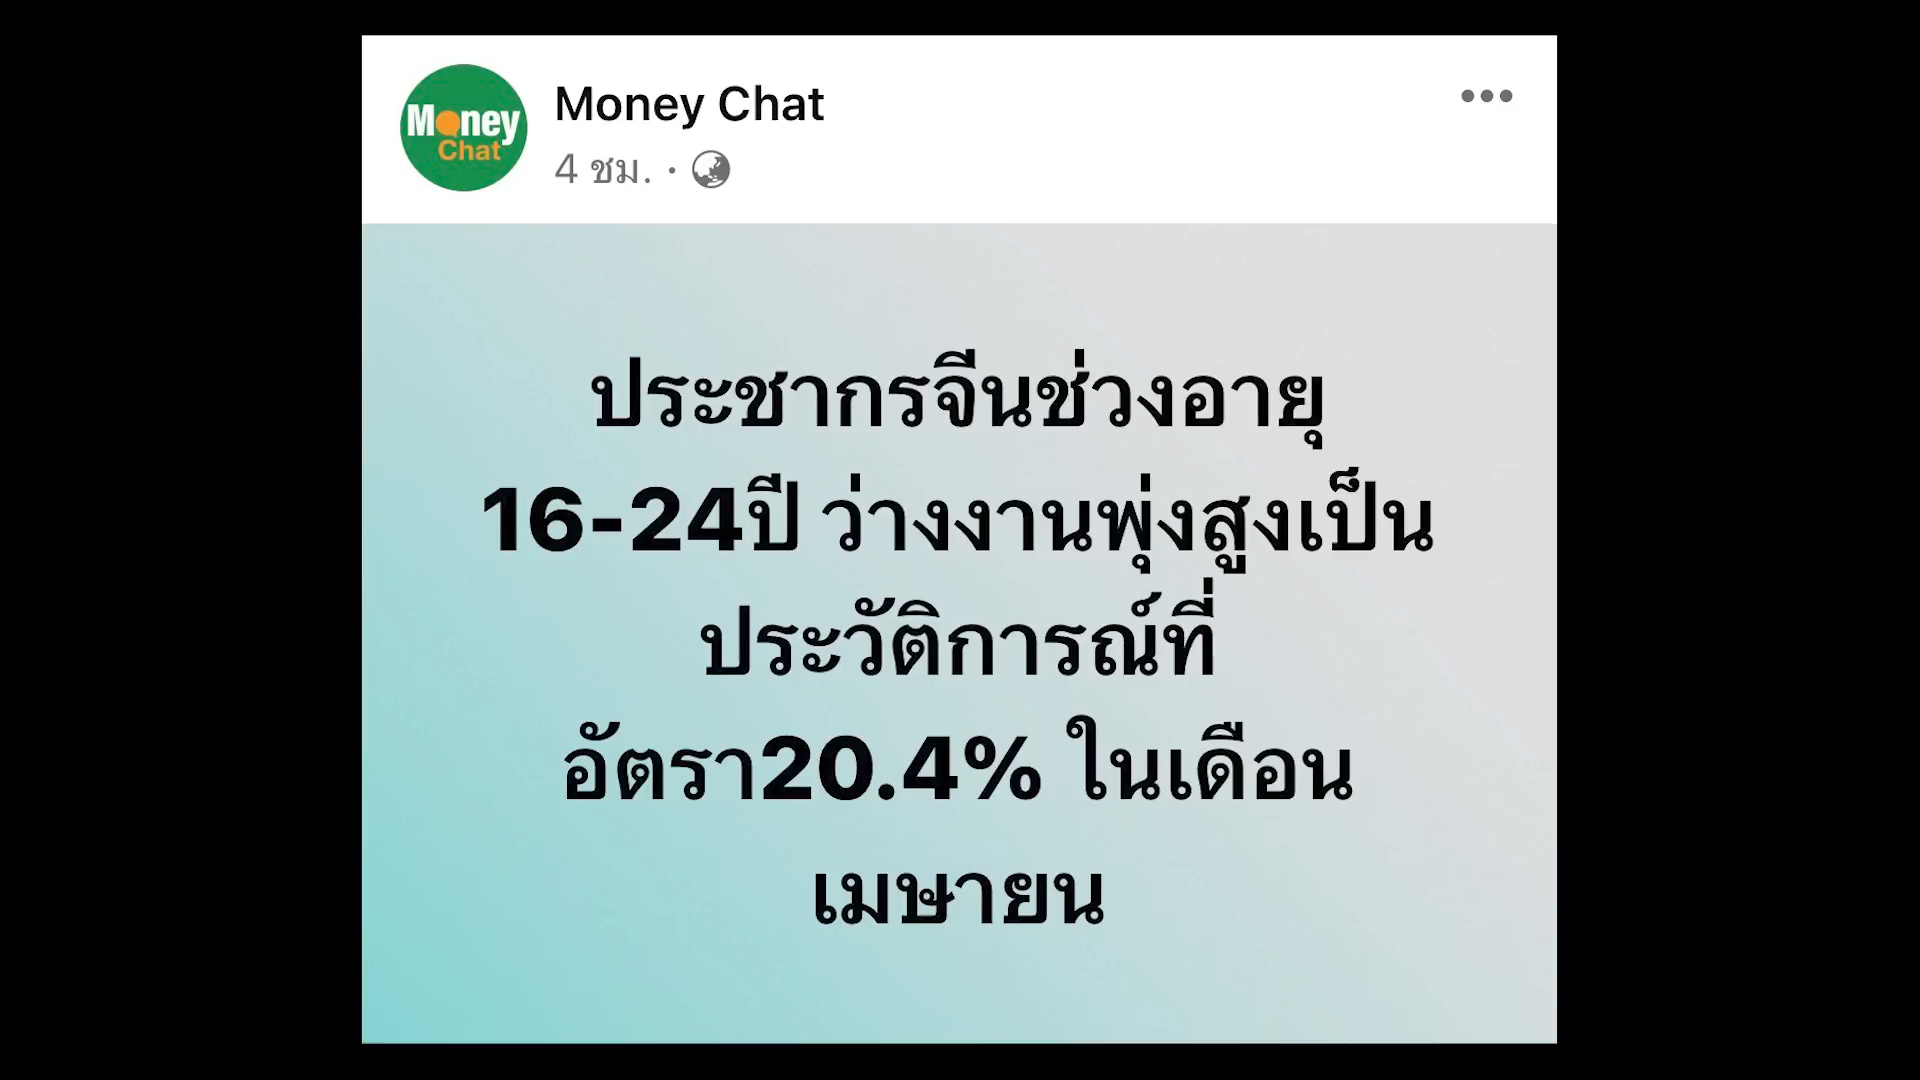 Money Chat
Money Chat
4 ชม. ·
ประชากรจีนช่วงอายุ
16-24ปี ว่างงานพุ่งสูงเป็น
ประวัติการณ์ที่
อัตรา20.4% ในเดือน
เมษายน